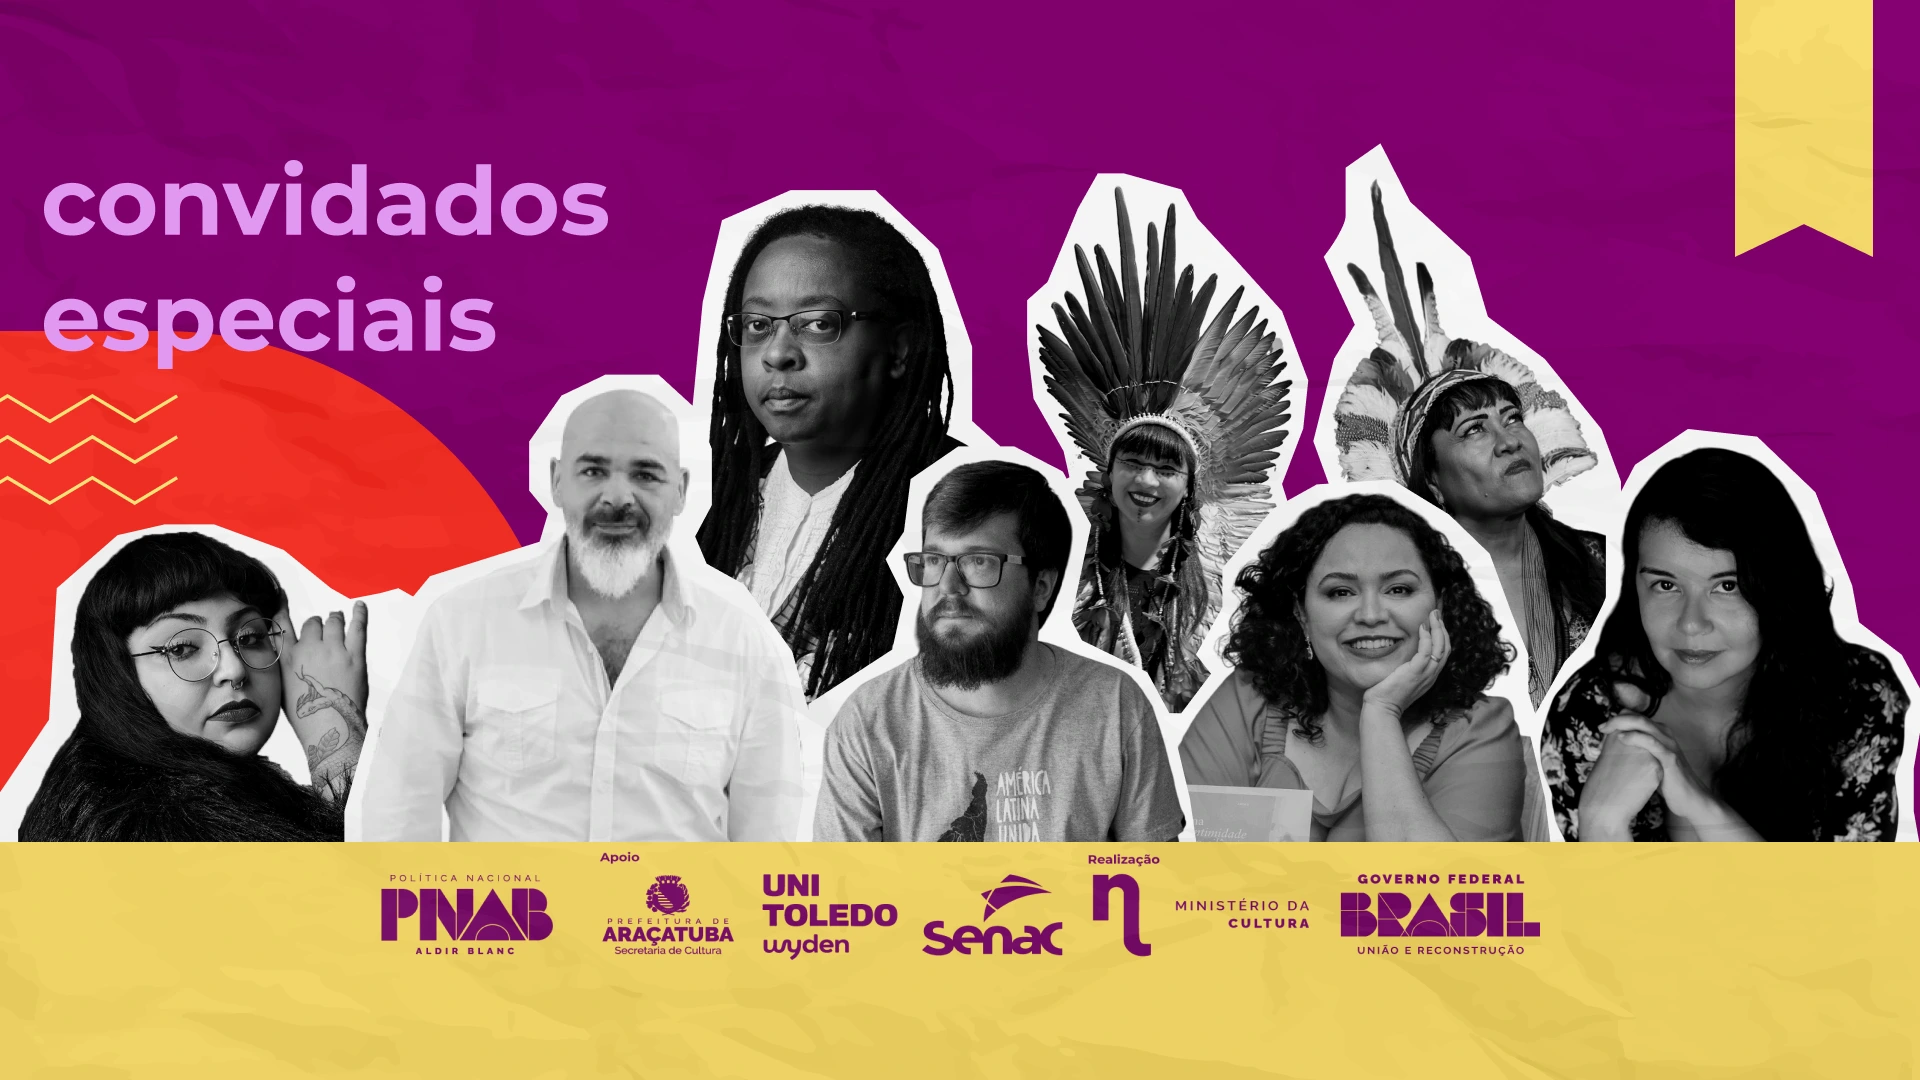 convidados
especiais
AMÉRICA
LATINA
UNIDA
intimidade
POLÍTICA NACIONAL
PNAB
ALDIR BLANC
Apoio
PREFEITURA DE
ARAÇATUBA
Secretaria de Cultura
UNI
TOLEDO
wyden
Senac
Realização
n
MINISTÉRIO DA
CULTURA
GOVERNO FEDERAL
BRASIL
UNIÃO E RECONSTRUÇÃO